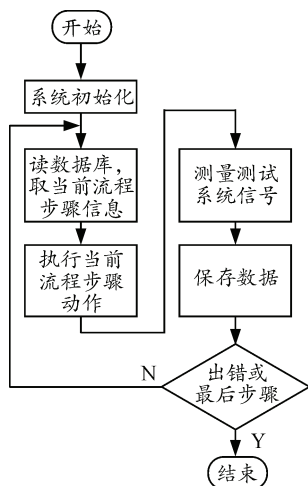 开始
系统初始化
读数据库，
取当前流程
步骤信息
执行当前
流程步骤
动作
测量测试
系统信号
保存数据
出错或
最后步骤
N
Y
结束